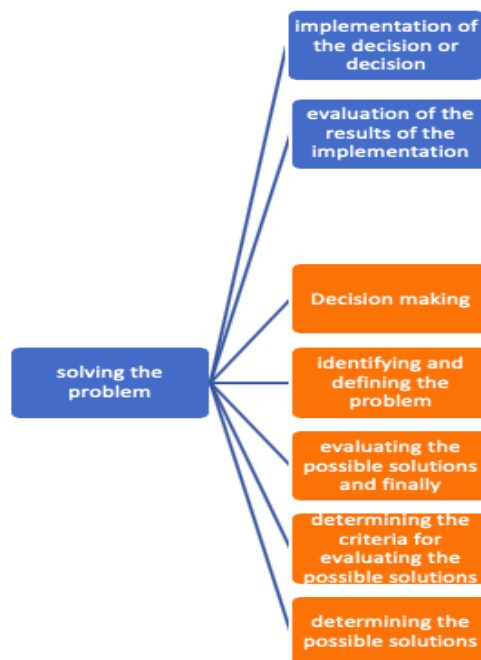 implementation of
the decision or
decision
evaluation of the
results of the
implementation
Decision making
solving the
problem
identifying and
defining the
problem
evaluating the
possible solutions
and finally
determining the
criteria for
evaluating the
possible solutions
determining the
possible solutions